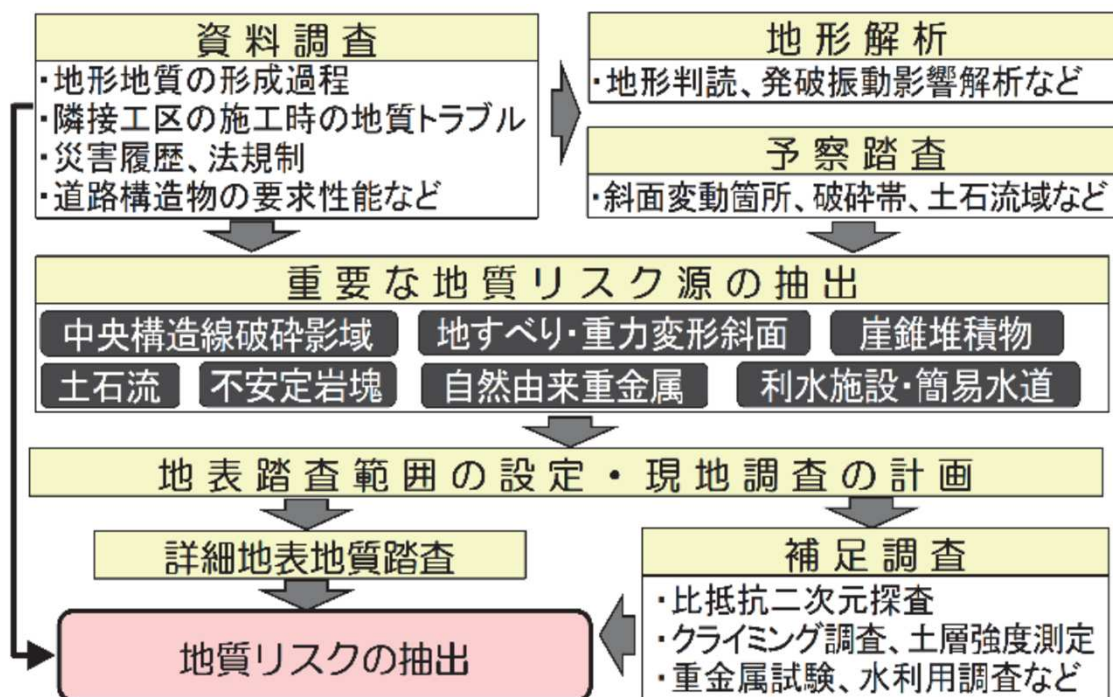 資料調査
・地形地質の形成過程
・隣接工区の施工時の地質トラブル
・災害履歴、法規制
・道路構造物の要求性能など
地形解析
・地形判読、発破振動影響解析など
予察踏査
・斜面変動箇所、破砕帯、土石流域など
重要な地質リスク源の抽出
中央構造線破砕影域
地すべり・重力変形斜面
崖錐堆積物
土石流
不安定岩塊
自然由来重金属
利水施設・簡易水道
地表踏査範囲の設定・現地調査の計画
詳細地表地質踏査
補足調査
・比抵抗二次元探査
・クライミング調査、土層強度測定
・重金属試験、水利用調査など
地質リスクの抽出